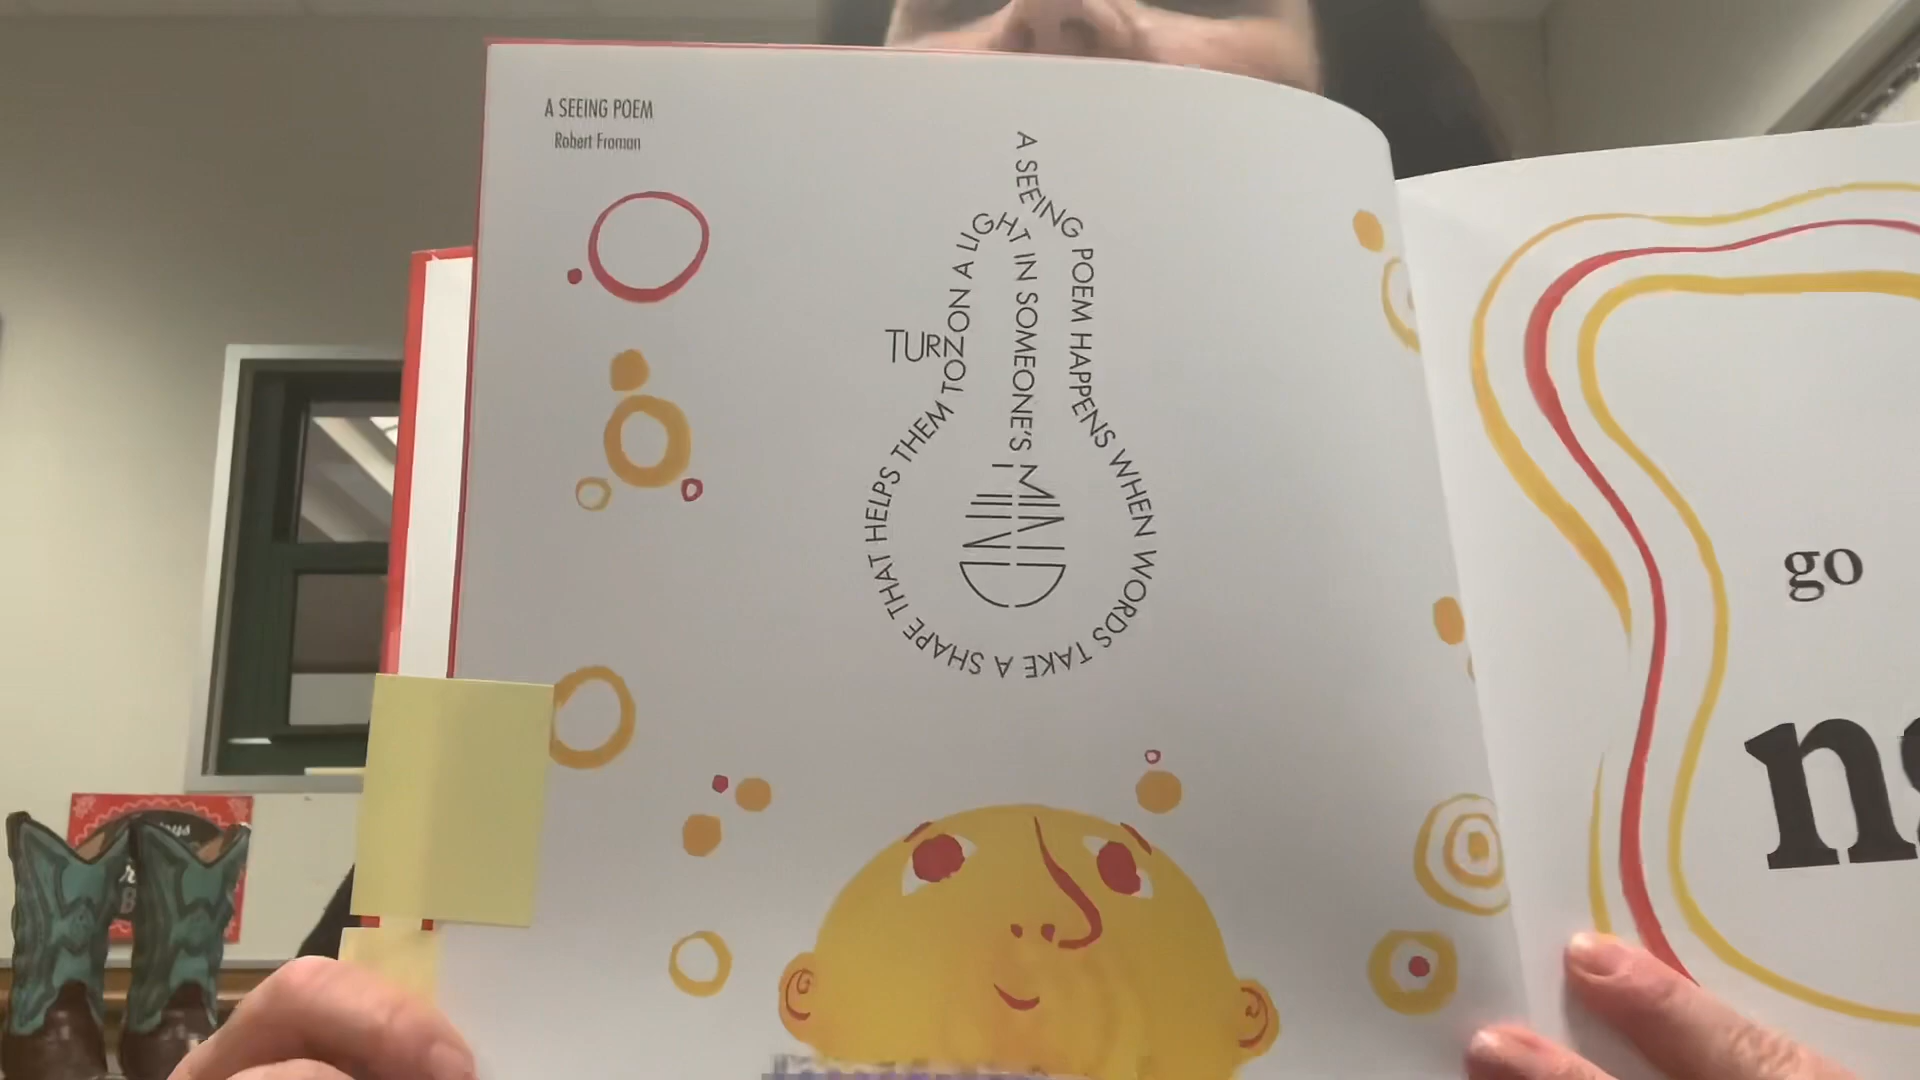 A SEEING POEM
Robert Froman
A SEEING POEM HAPPENS WHEN WORDS TAKE A SHAPE THAT HELPS THEM TO
TURN ON A LIGHT IN SOMEONE'S
MIND
go